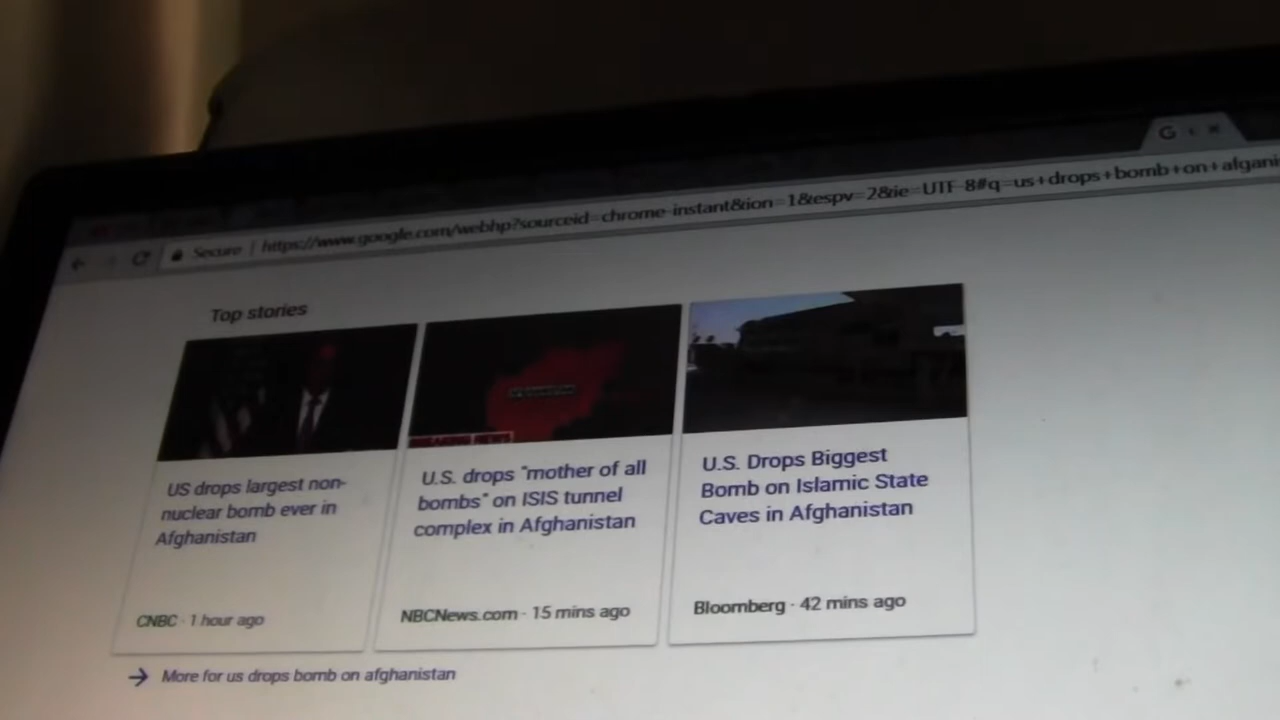 Secure | https://www.google.com/webhp?sourceid=chrome-instant&ion=1&espv=2&ie=UTF-8#q=us+drops+bomb+on+afgani
Top stories
BREAKING NEWS
US drops largest non-
nuclear bomb ever in
Afghanistan
CNBC · 1 hour ago
U.S. drops "mother of all
bombs" on ISIS tunnel
complex in Afghanistan
NBCNews.com · 15 mins ago
U.S. Drops Biggest
Bomb on Islamic State
Caves in Afghanistan
Bloomberg · 42 mins ago
→ More for us drops bomb on afghanistan